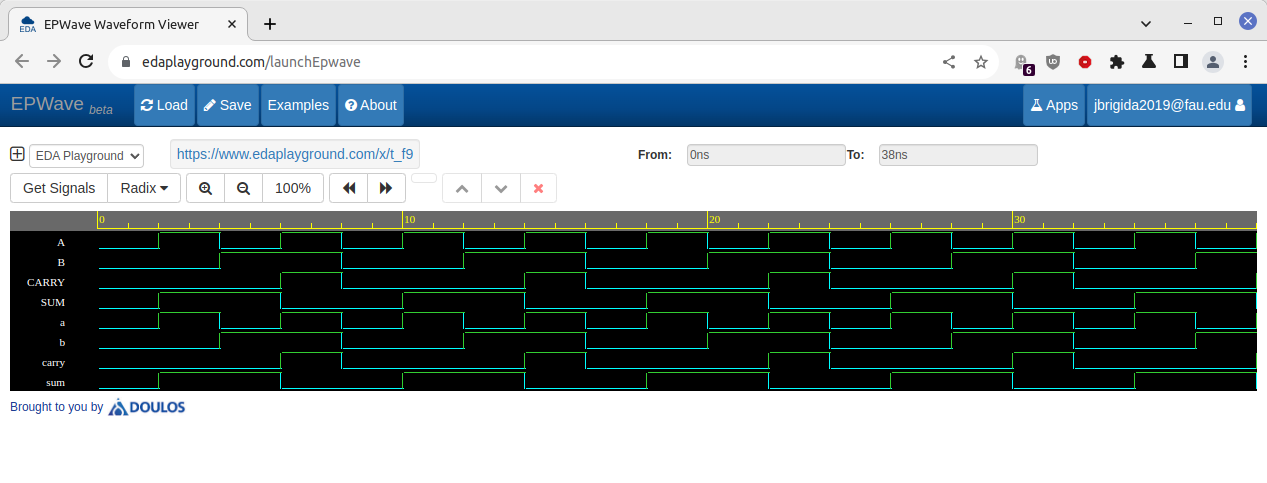 EPWave Waveform Viewer
edaplayground.com/launchEpwave
6
EPWave beta Load Save Examples About Apps jbrigida2019@fau.edu
EDA Playground https://www.edaplayground.com/x/t_f9 From: 0ns To: 38ns
Get Signals Radix 100%
0 10 20 30
A
B
CARRY
SUM
a
b
carry
sum
Brought to you by DOULOS